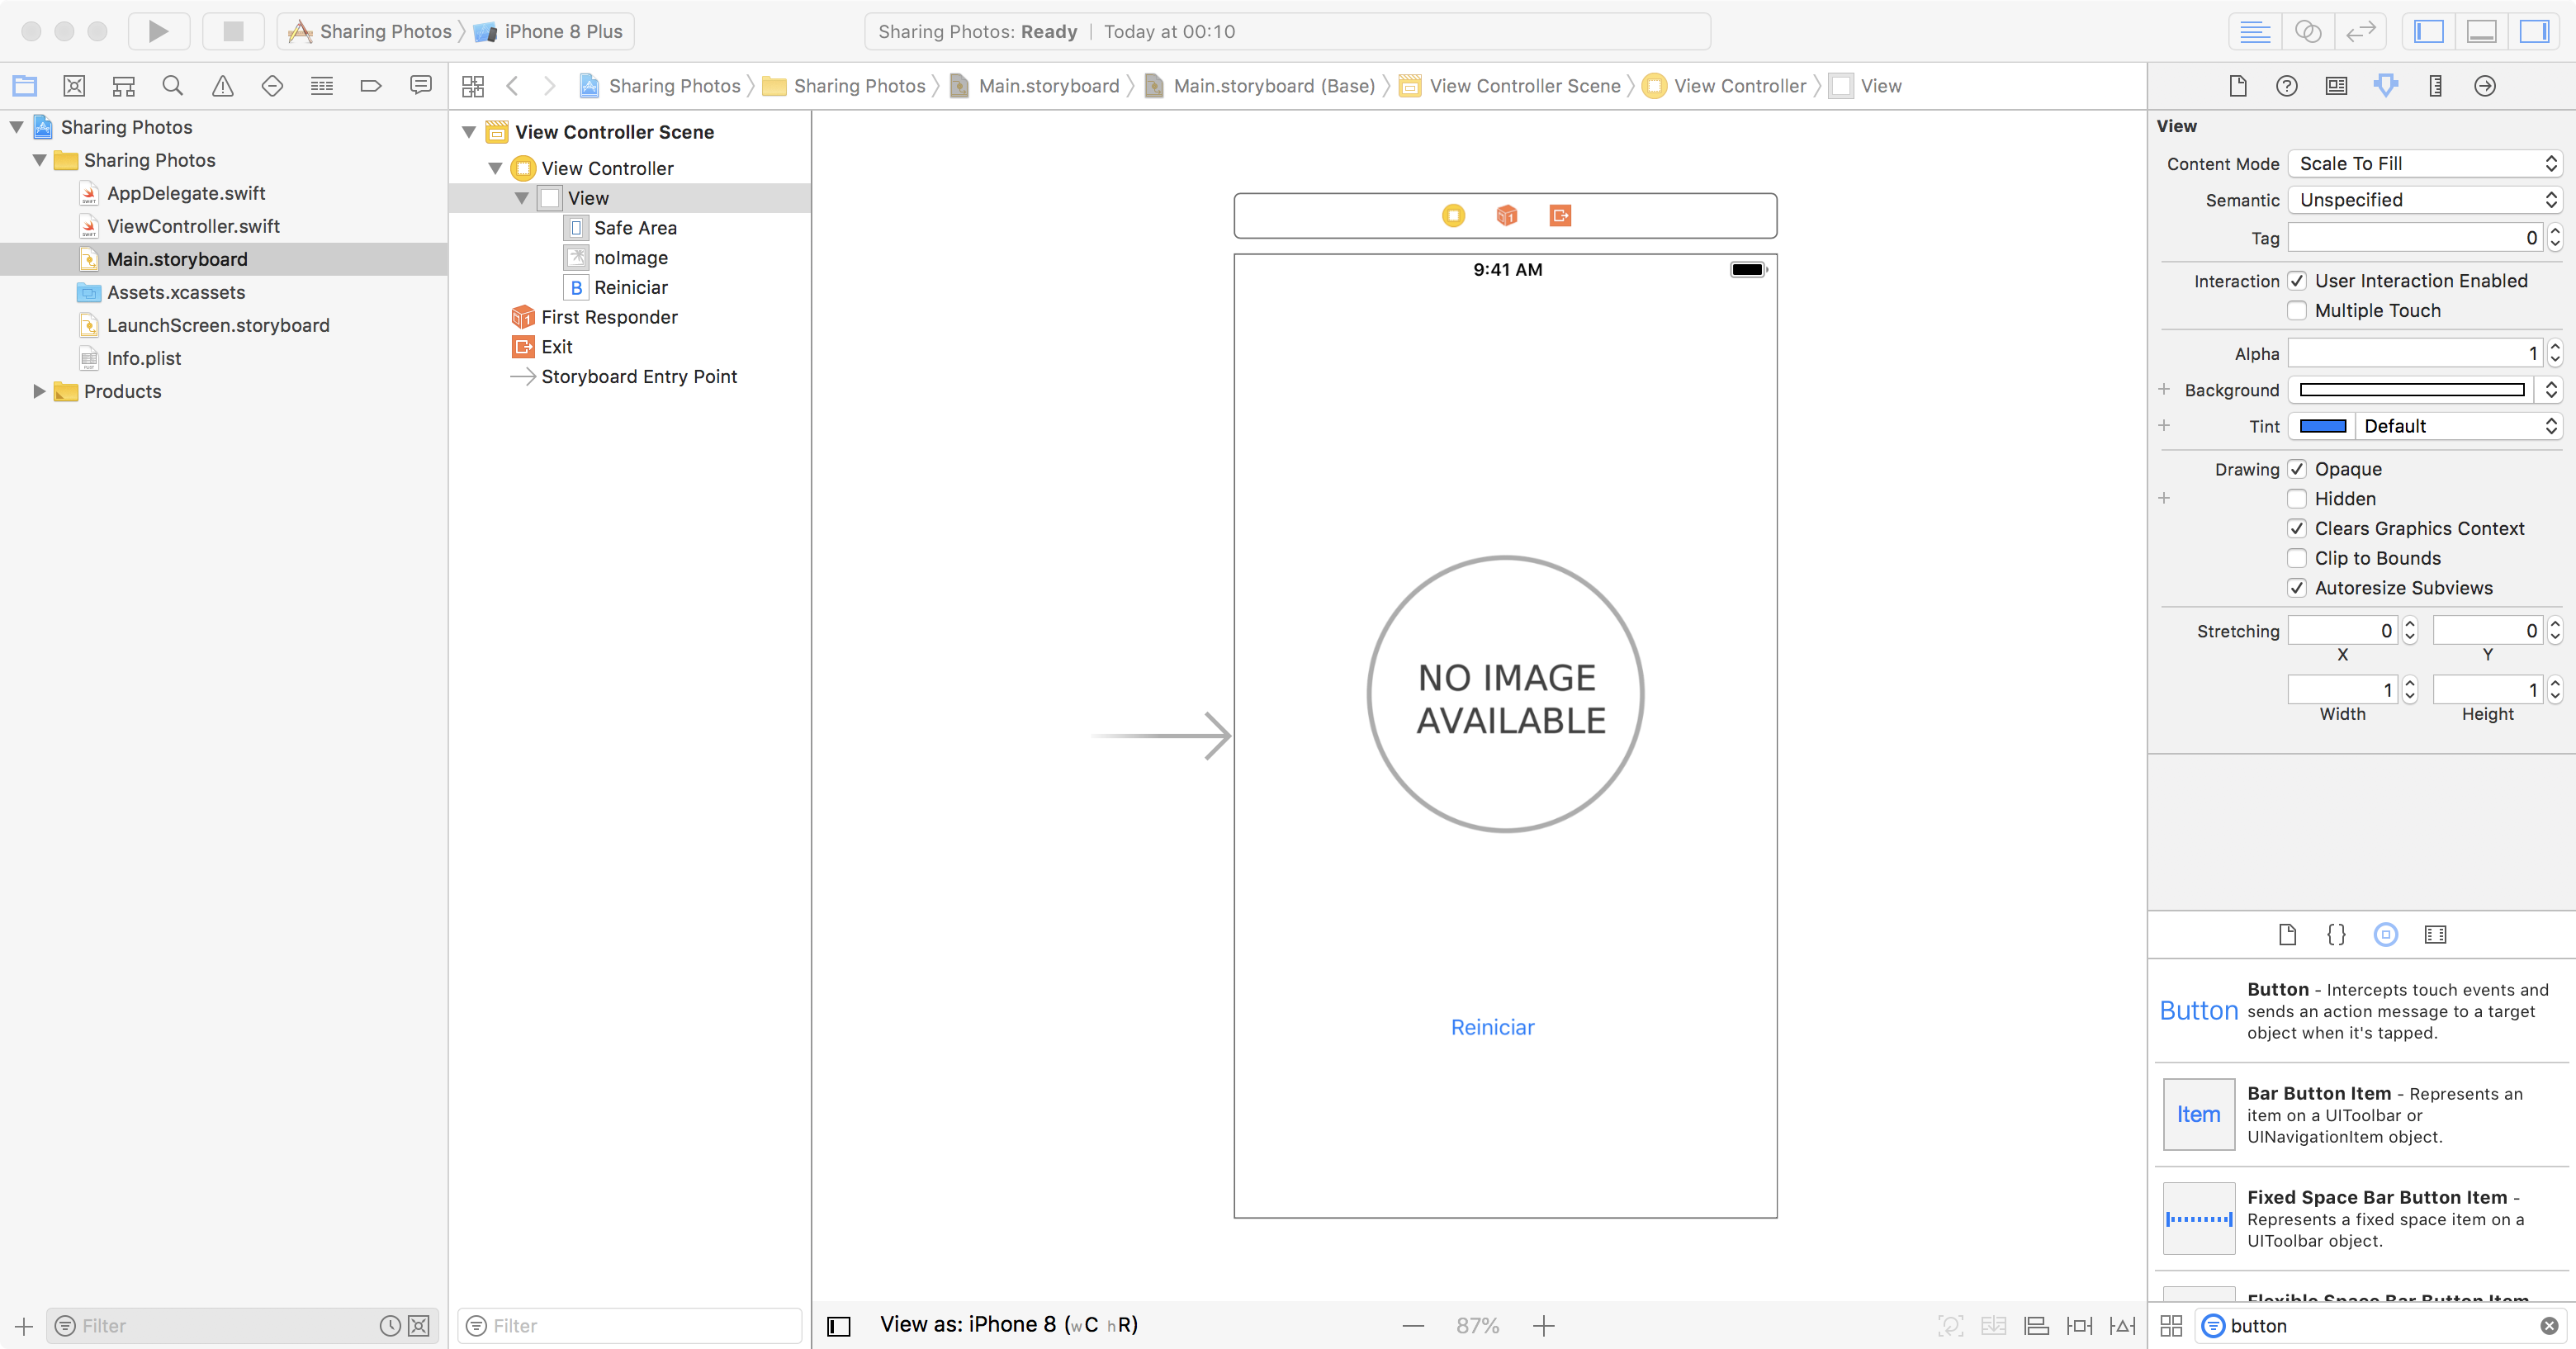 Sharing Photos iPhone 8 Plus
Sharing Photos: Ready | Today at 00:10
Sharing Photos Sharing Photos Main.storyboard Main.storyboard (Base) View Controller Scene View Controller View
Sharing Photos
Sharing Photos
AppDelegate.swift
ViewController.swift
Main.storyboard
Assets.xcassets
LaunchScreen.storyboard
Info.plist
Products
Filter
View Controller Scene
View Controller
View
Safe Area
noImage
B Reiniciar
First Responder
Exit
Storyboard Entry Point
Filter
9:41 AM
NO IMAGE
AVAILABLE
Reiniciar
View as: iPhone 8 (wC hR)
87%
View
Content Mode Scale To Fill
Semantic Unspecified
Tag 0
Interaction User Interaction Enabled
Multiple Touch
Alpha 1
Background
Tint Default
Drawing Opaque
Hidden
Clears Graphics Context
Clip to Bounds
Autoresize Subviews
Stretching 0 0
X Y
1 1
Width Height
Button
Button - Intercepts touch events and
sends an action message to a target
object when it's tapped.
Item
Bar Button Item - Represents an
item on a UIToolbar or
UINavigationItem object.
Fixed Space Bar Button Item -
Represents a fixed space item on a
UIToolbar object.
Flexible Space Bar Button Item
button